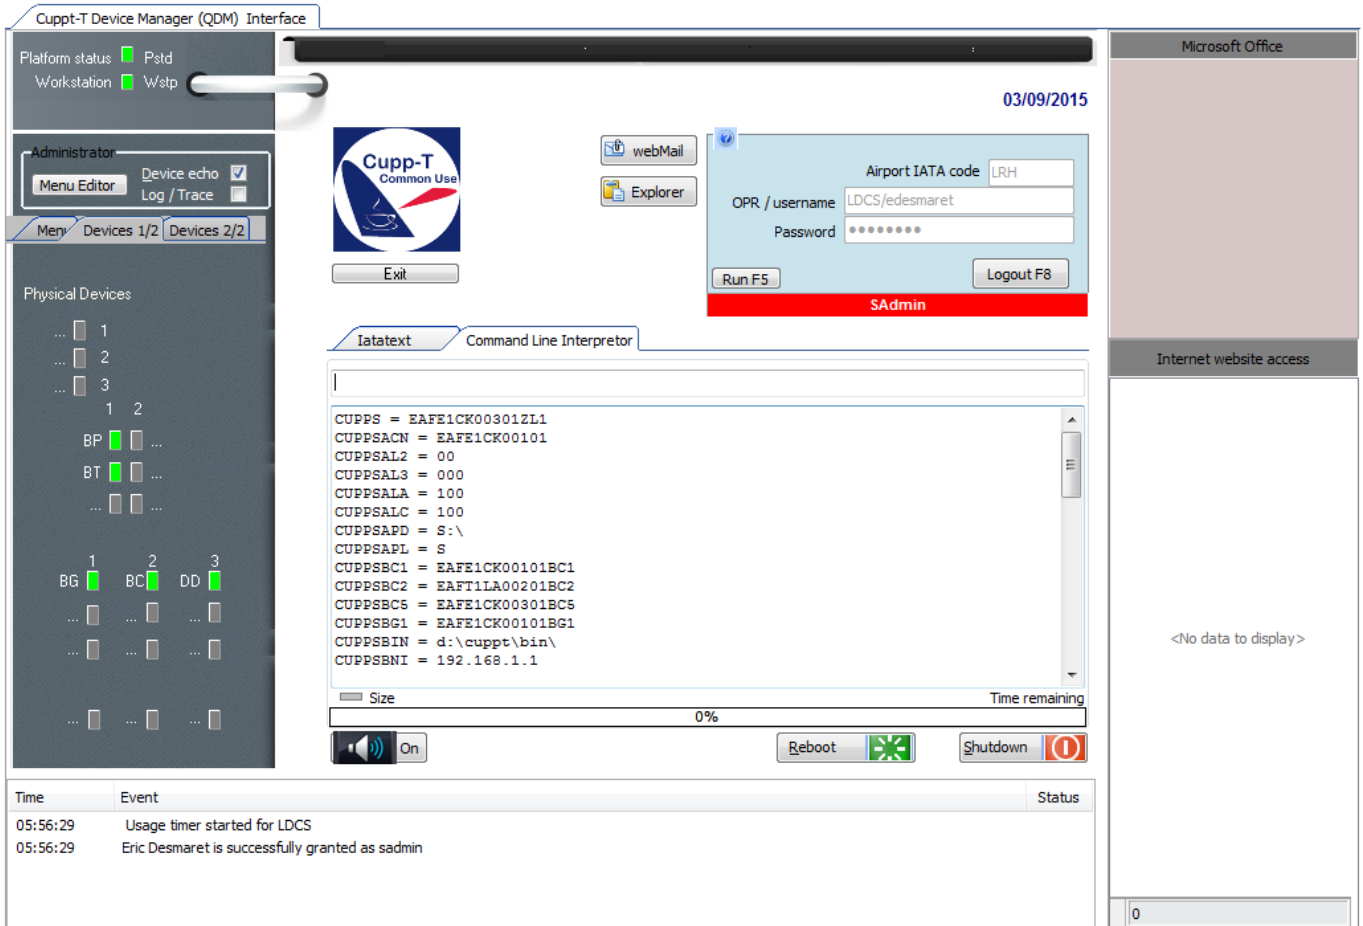 Cuppt-T Device Manager (QDM) Interface
Platform status Pstd
Workstation Wstp
Administrator
Menu Editor
Device echo
Log / Trace
Menu Devices 1/2 Devices 2/2
Physical Devices
... 1
... 2
... 3
1 2
BP ...
BT ...
... ...
1 2 3
BG BC DD
... ... ...
... ... ...
... ... ...
03/09/2015
Cupp-T
Common Use
Exit
webMail
Explorer
Airport IATA code LRH
OPR / username LDCS/edesmaret
Password ••••••••
Run F5
Logout F8
SAdmin
Iatatext Command Line Interpretor
CUPPS = EAFE1CK00301ZL1
CUPPSACN = EAFE1CK00101
CUPPSAL2 = 00
CUPPSAL3 = 000
CUPPSALA = 100
CUPPSALC = 100
CUPPSAPD = S:\
CUPPSAPL = S
CUPPSBC1 = EAFE1CK00101BC1
CUPPSBC2 = EAFT1LA00201BC2
CUPPSBC5 = EAFE1CK00301BC5
CUPPSBG1 = EAFE1CK00101BG1
CUPPSBIN = d:\cuppt\bin\
CUPPSBNI = 192.168.1.1
Size Time remaining
0%
On
Reboot
Shutdown
Time Event Status
05:56:29 Usage timer started for LDCS
05:56:29 Eric Desmaret is successfully granted as sadmin
Microsoft Office
Internet website access
<No data to display>
0